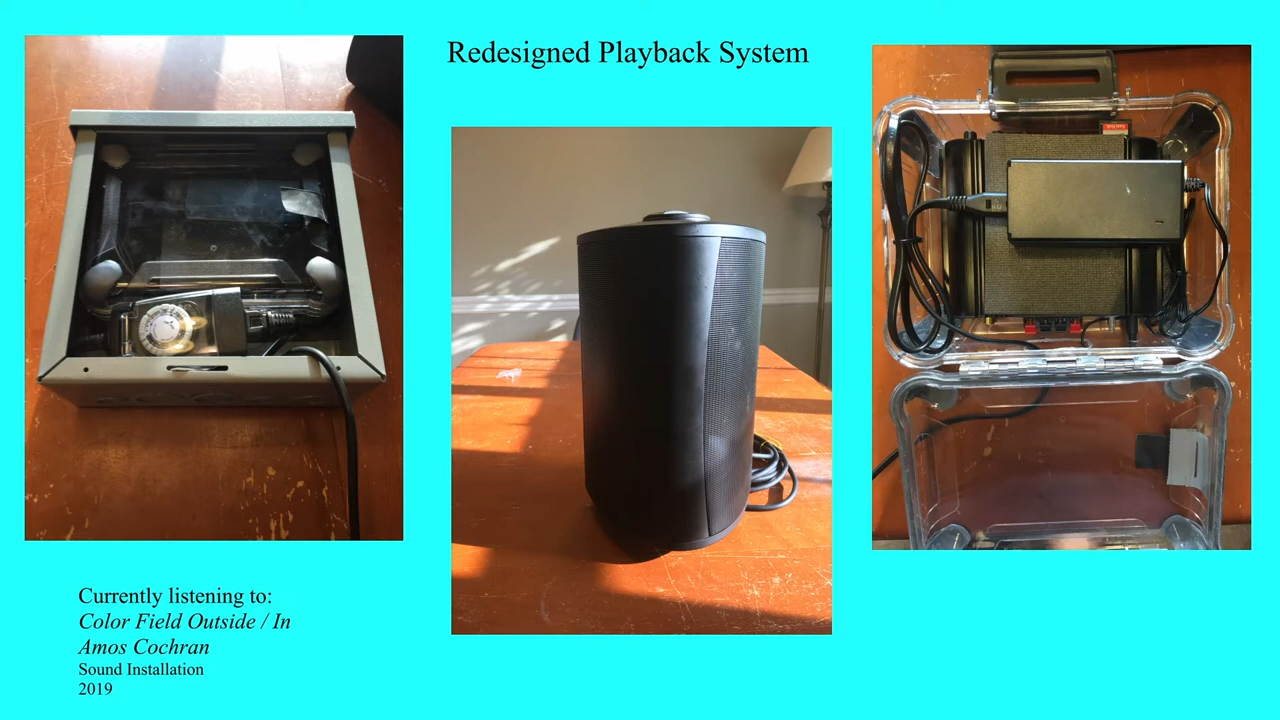 Redesigned Playback System
Currently listening to:
Color Field Outside / In
Amos Cochran
Sound Installation
2019